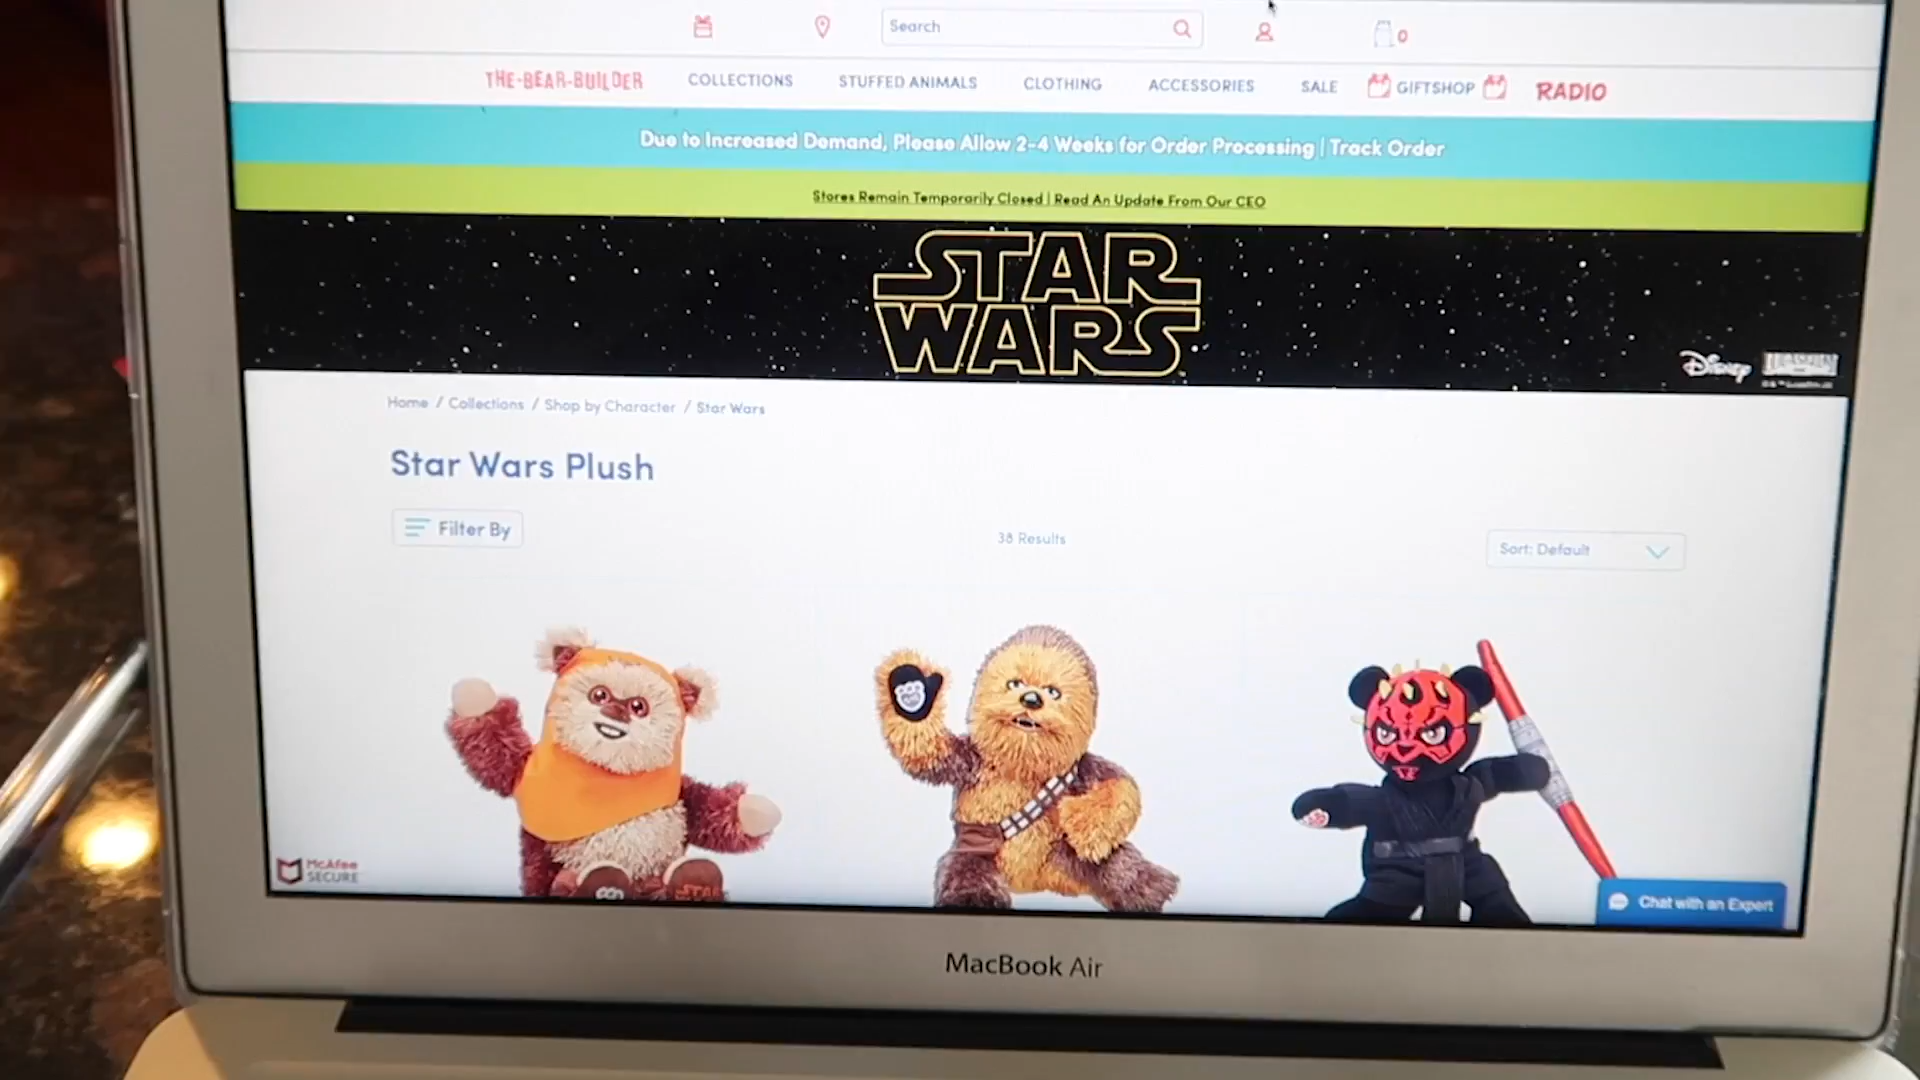 Search
0
THE-BEAR-BUILDER COLLECTIONS STUFFED ANIMALS CLOTHING ACCESSORIES SALE GIFTSHOP RADIO
Due to Increased Demand, Please Allow 2-4 Weeks for Order Processing | Track Order
Stores Remain Temporarily Closed | Read An Update From Our CEO
STAR
WARS
Disney LUCASFILM
Home / Collections / Shop by Character / Star Wars
Star Wars Plush
Filter By
38 Results
Sort: Default
McAfee
SECURE
STAR
Chat with an Expert
MacBook Air